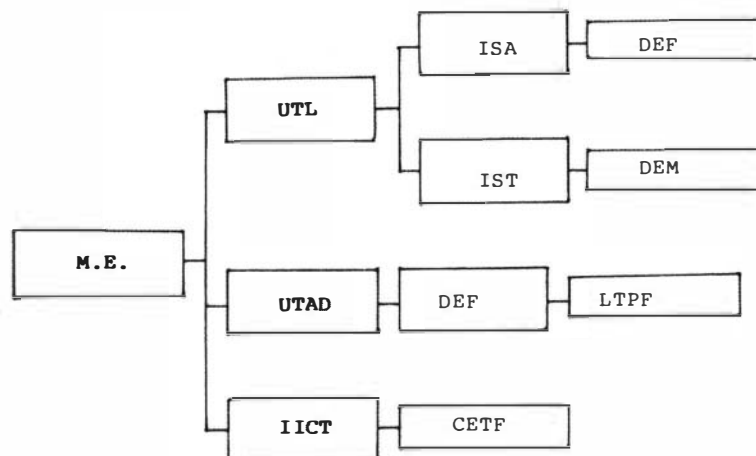 ISA
DEF
UTL
IST
DEM
M.E.
UTAD
DEF
LTPF
IICT
CETF